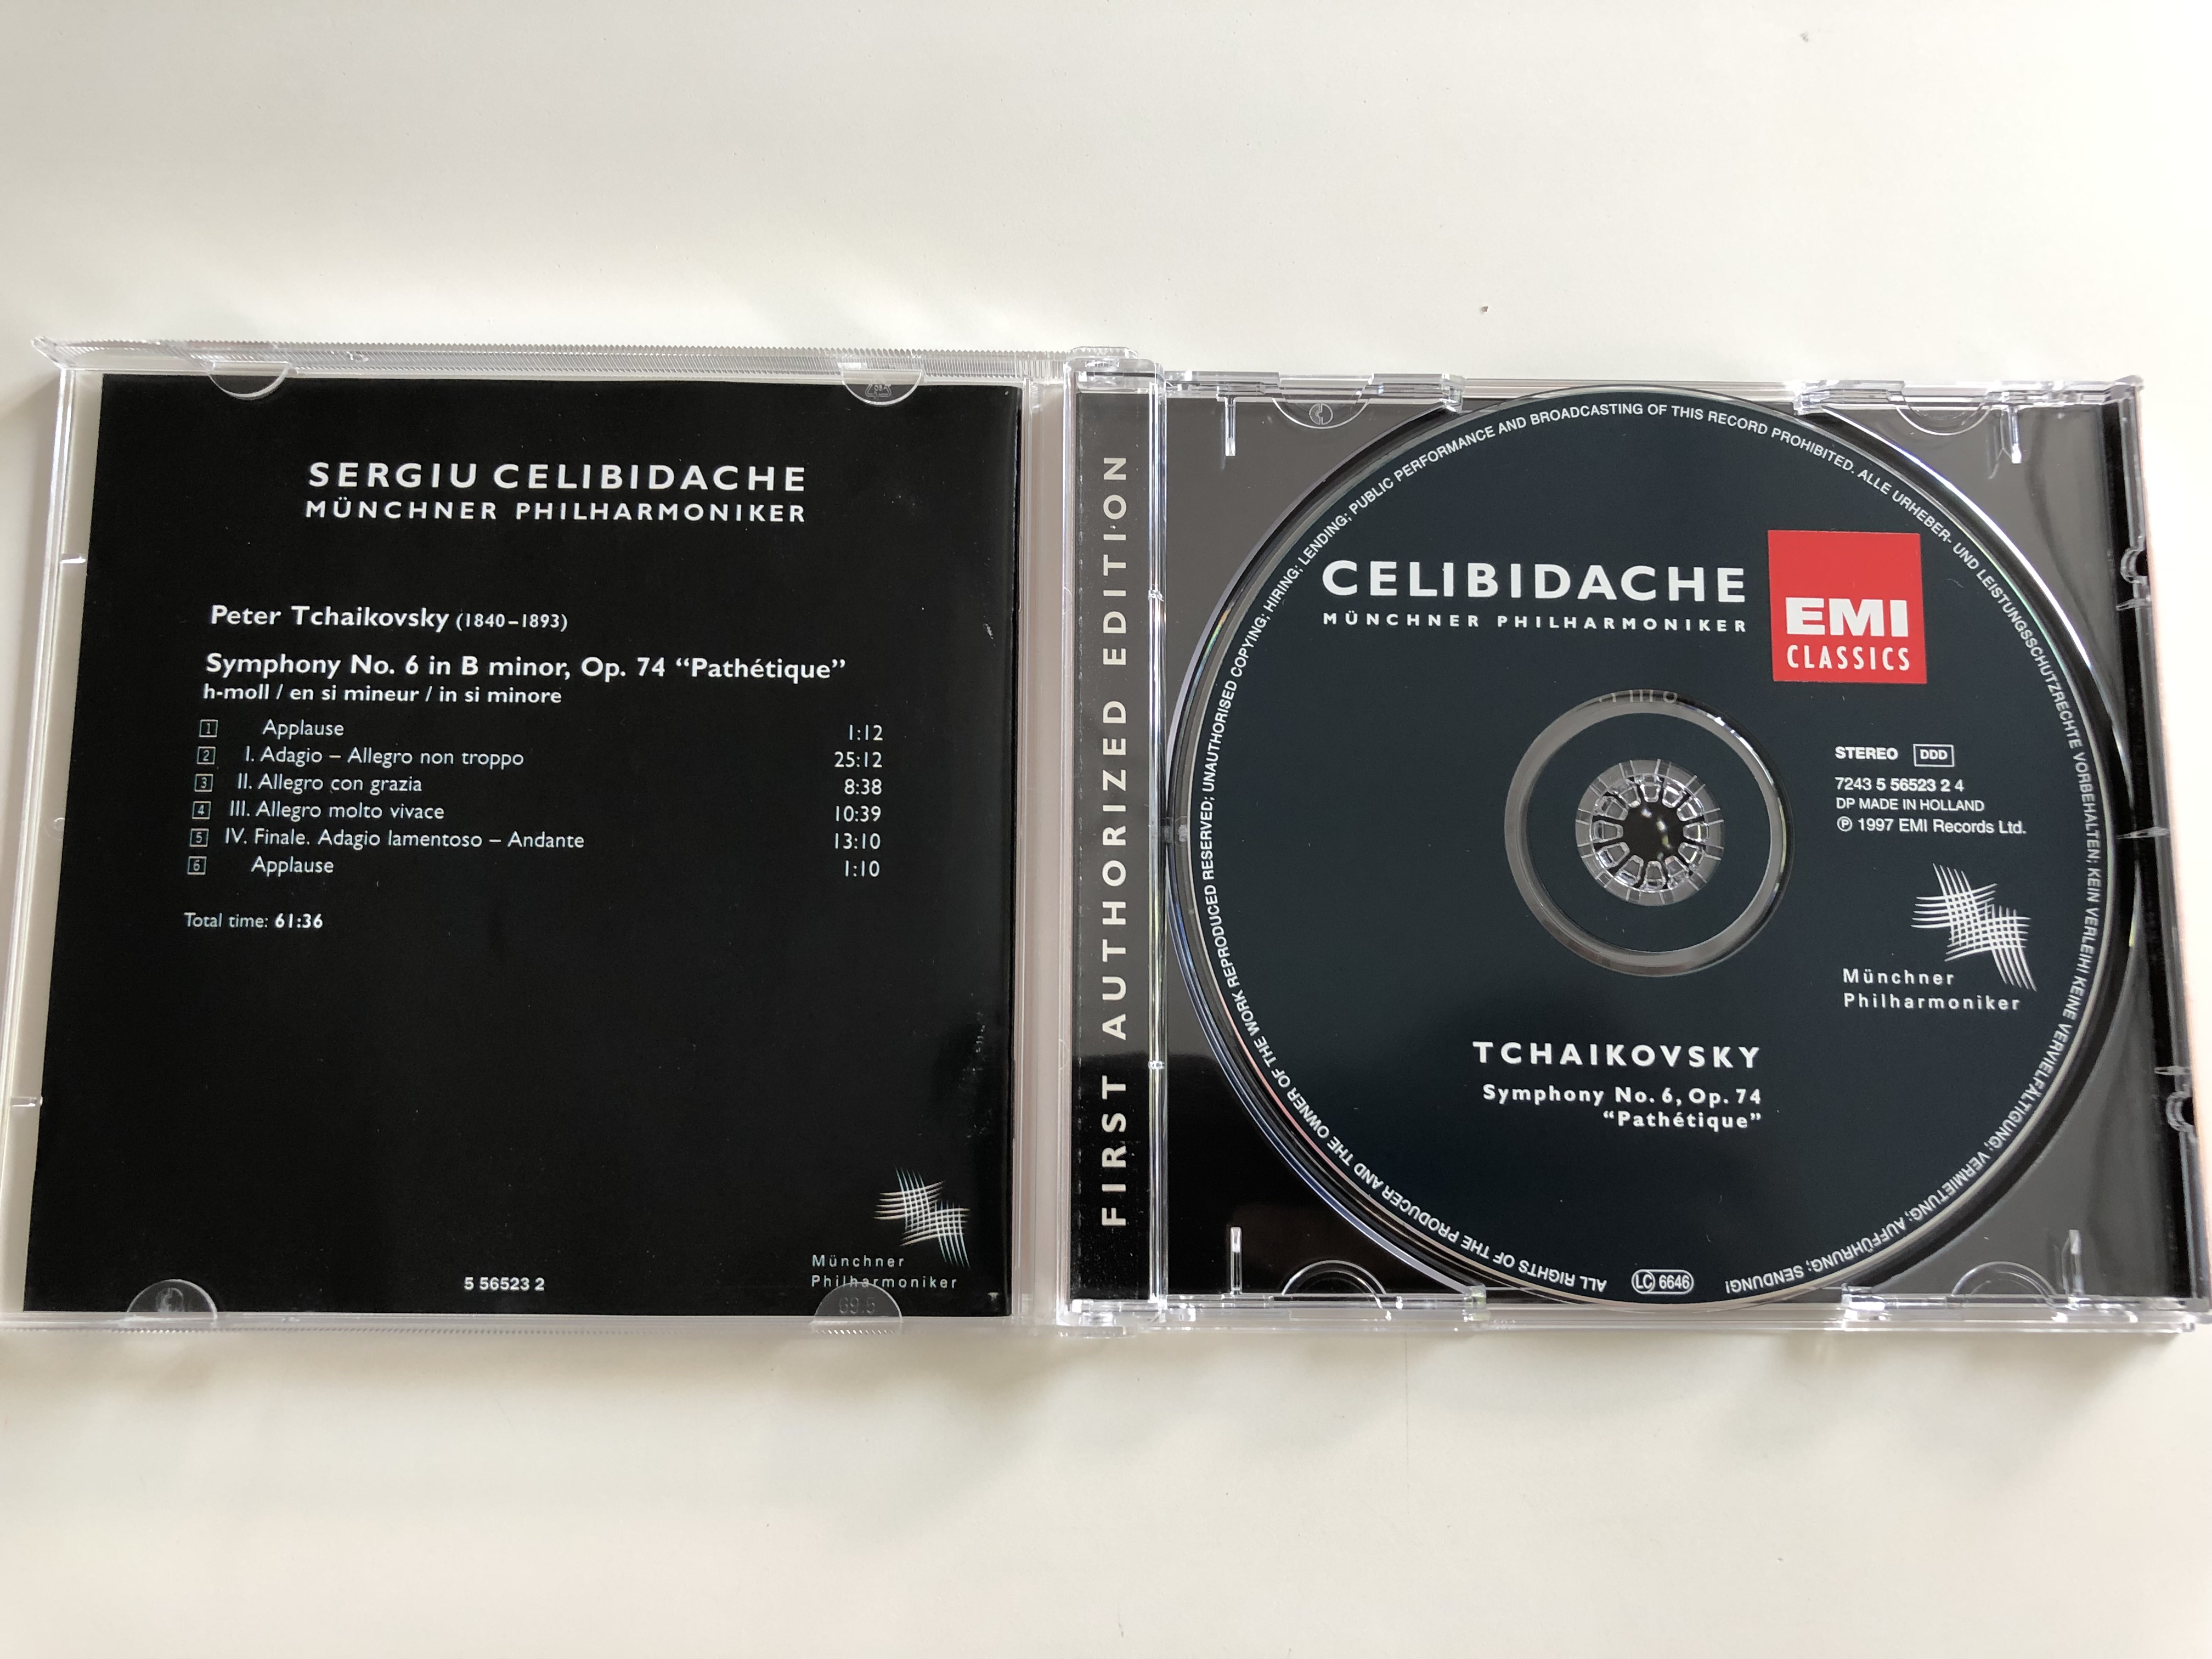 SERGIU CELIBIDACHE
MÜNCHNER PHILHARMONIKER
Peter Tchaikovsky (1840–1893)
Symphony No. 6 in B minor, Op. 74 “Pathétique”
h-moll / en si mineur / in si minore
1 Applause 1:12
2 I. Adagio – Allegro non troppo 25:12
3 II. Allegro con grazia 8:38
4 III. Allegro molto vivace 10:39
5 IV. Finale. Adagio lamentoso – Andante 13:10
6 Applause 1:10
Total time: 61:36
Münchner
Philharmoniker
5 56523 2
69.5
FIRST AUTHORIZED EDITION
ALL RIGHTS OF THE PRODUCER AND THE OWNER OF THE WORK REPRODUCED RESERVED; UNAUTHORISED COPYING; HIRING; LENDING; PUBLIC PERFORMANCE AND BROADCASTING OF THIS RECORD PROHIBITED. ALLE URHEBER- UND LEISTUNGSSCHUTZRECHTE VORBEHALTEN; KEIN VERLEIH! KEINE VERVIELFÄLTIGUNG; VERMIETUNG; AUFFÜHRUNG; SENDUNG!
LC 6646
CELIBIDACHE
MÜNCHNER PHILHARMONIKER
EMI
CLASSICS
STEREO DDD
7243 5 56523 2 4
DP MADE IN HOLLAND
℗ 1997 EMI Records Ltd.
Münchner
Philharmoniker
TCHAIKOVSKY
Symphony No. 6, Op. 74
“Pathétique”